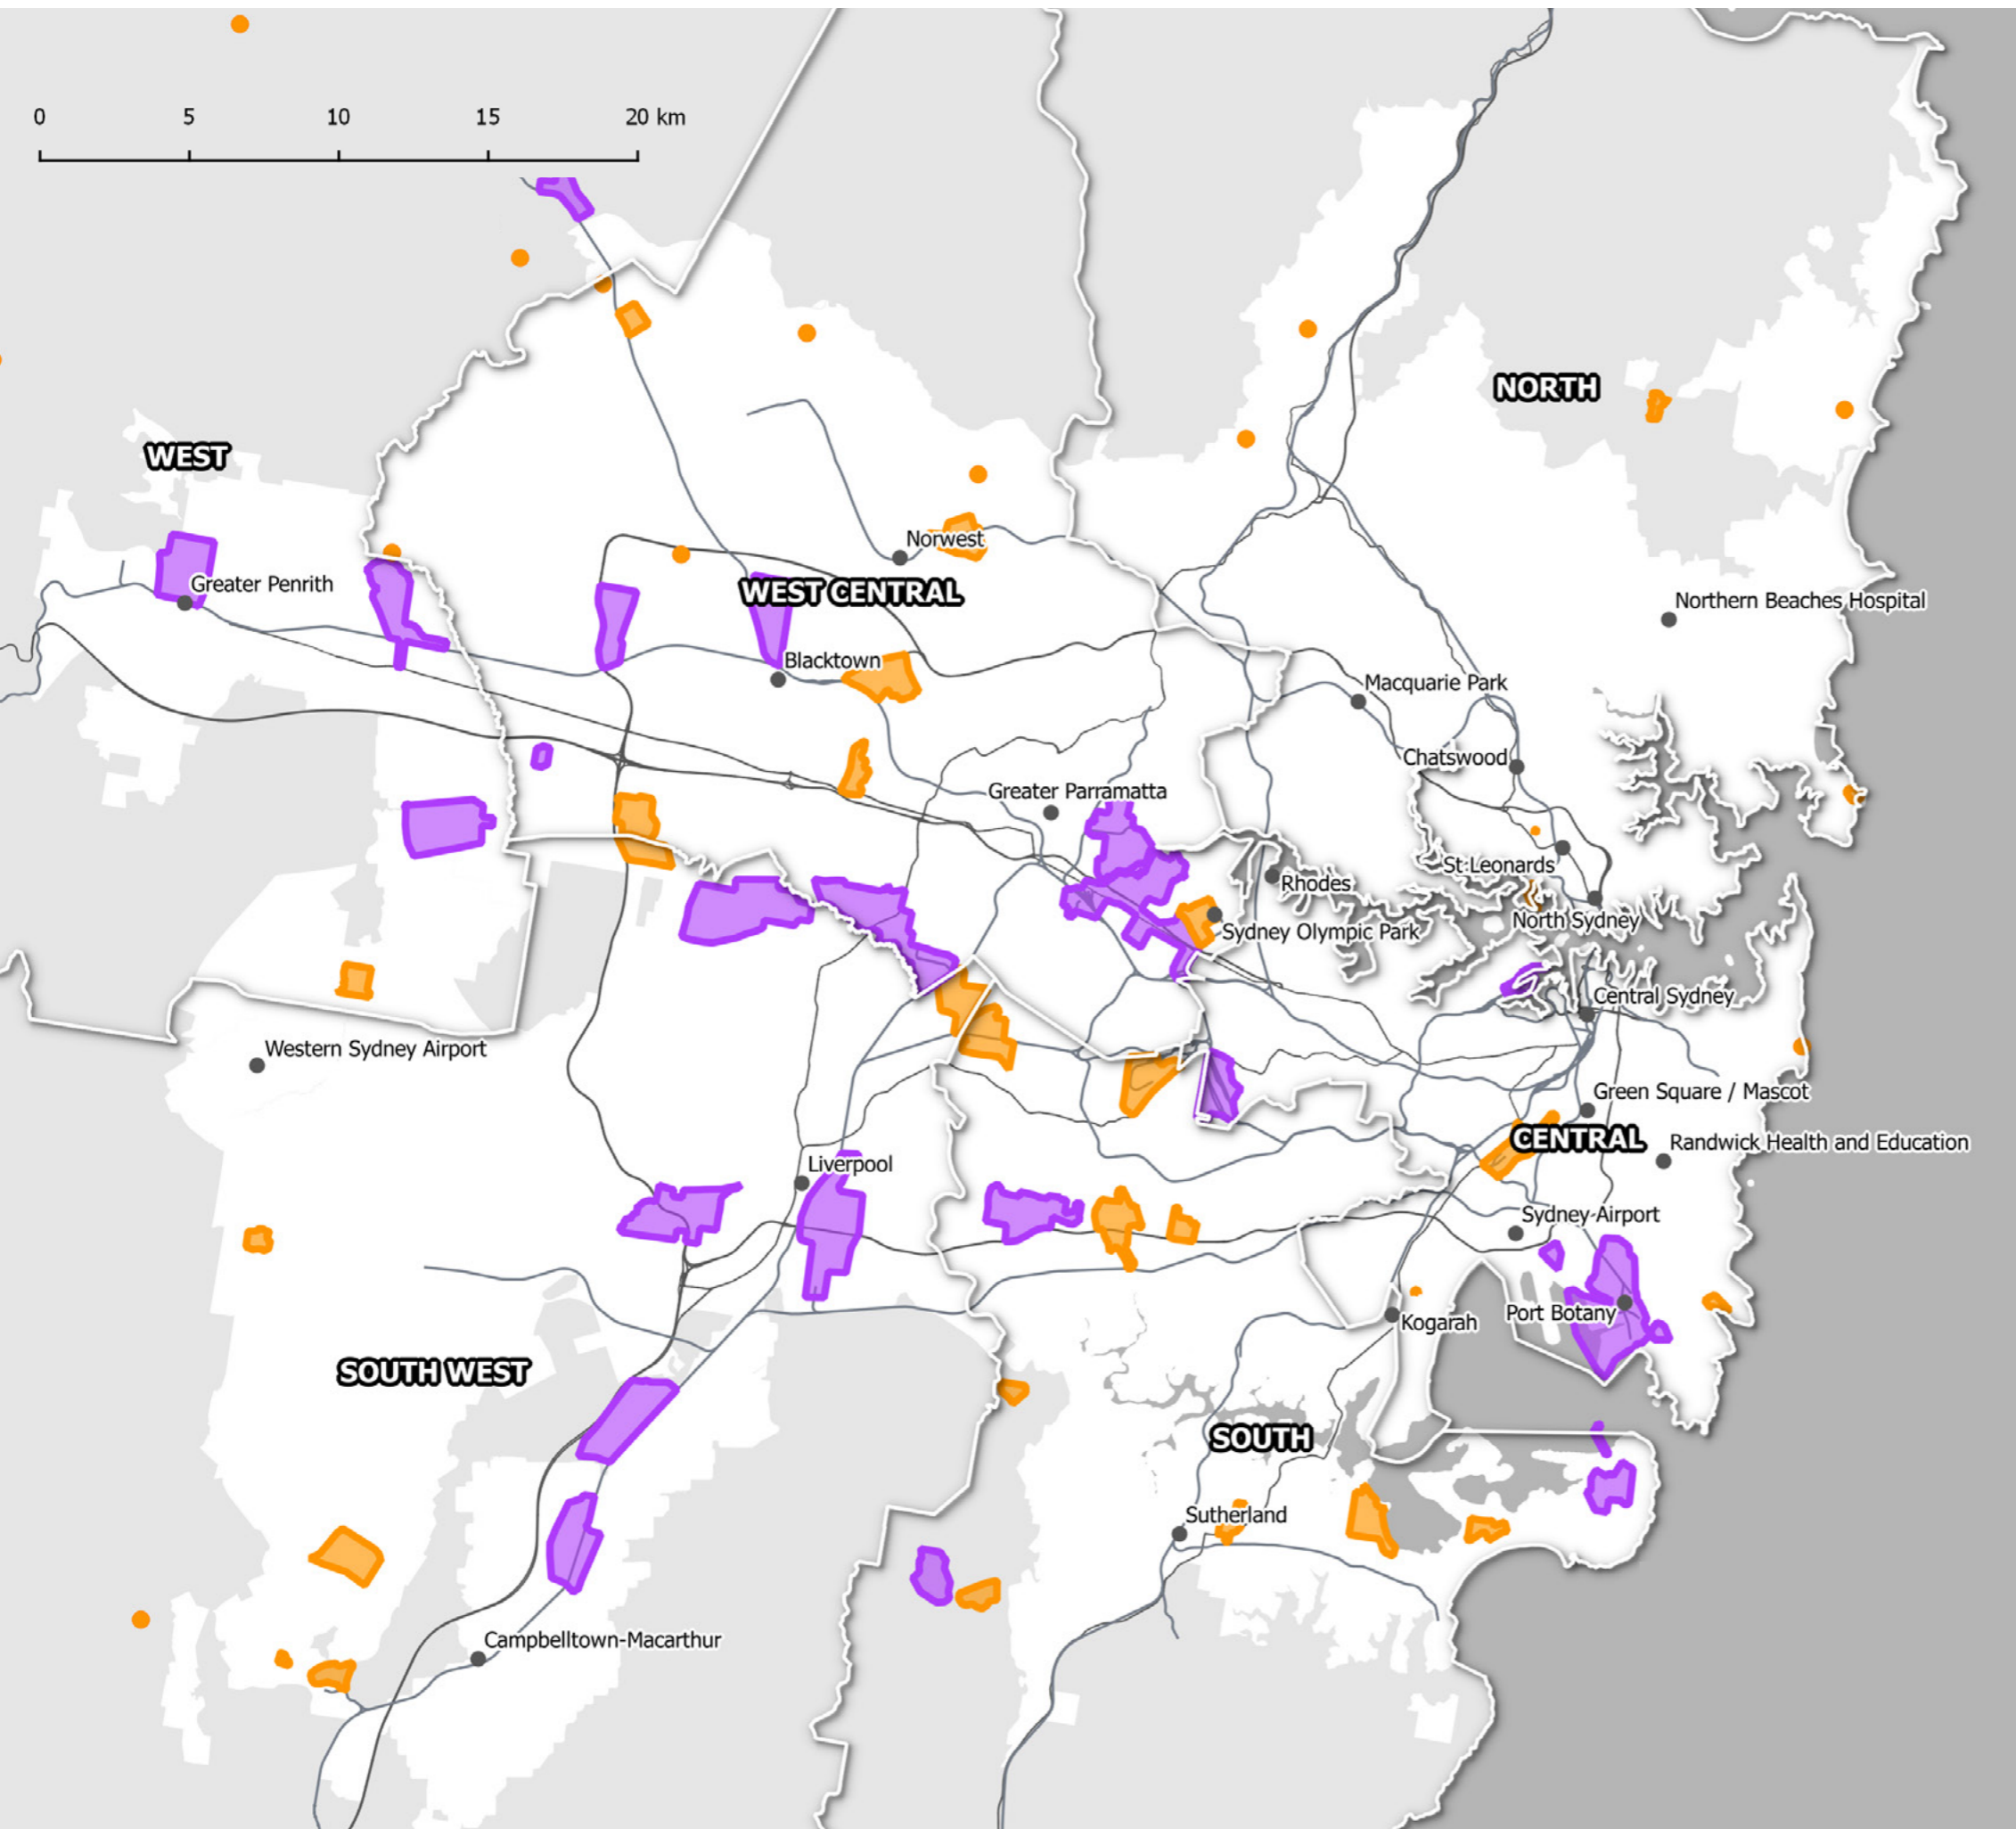 0 5 10 15 20 km
NORTH
WEST
Norwest
Greater Penrith
WEST CENTRAL
Northern Beaches Hospital
Blacktown
Macquarie Park
Chatswood
Greater Parramatta
St Leonards
Rhodes
North Sydney
Sydney Olympic Park
Central Sydney
Western Sydney Airport
Green Square / Mascot
CENTRAL
Randwick Health and Education
Liverpool
Sydney Airport
Port Botany
Kogarah
SOUTH WEST
SOUTH
Sutherland
Campbelltown-Macarthur